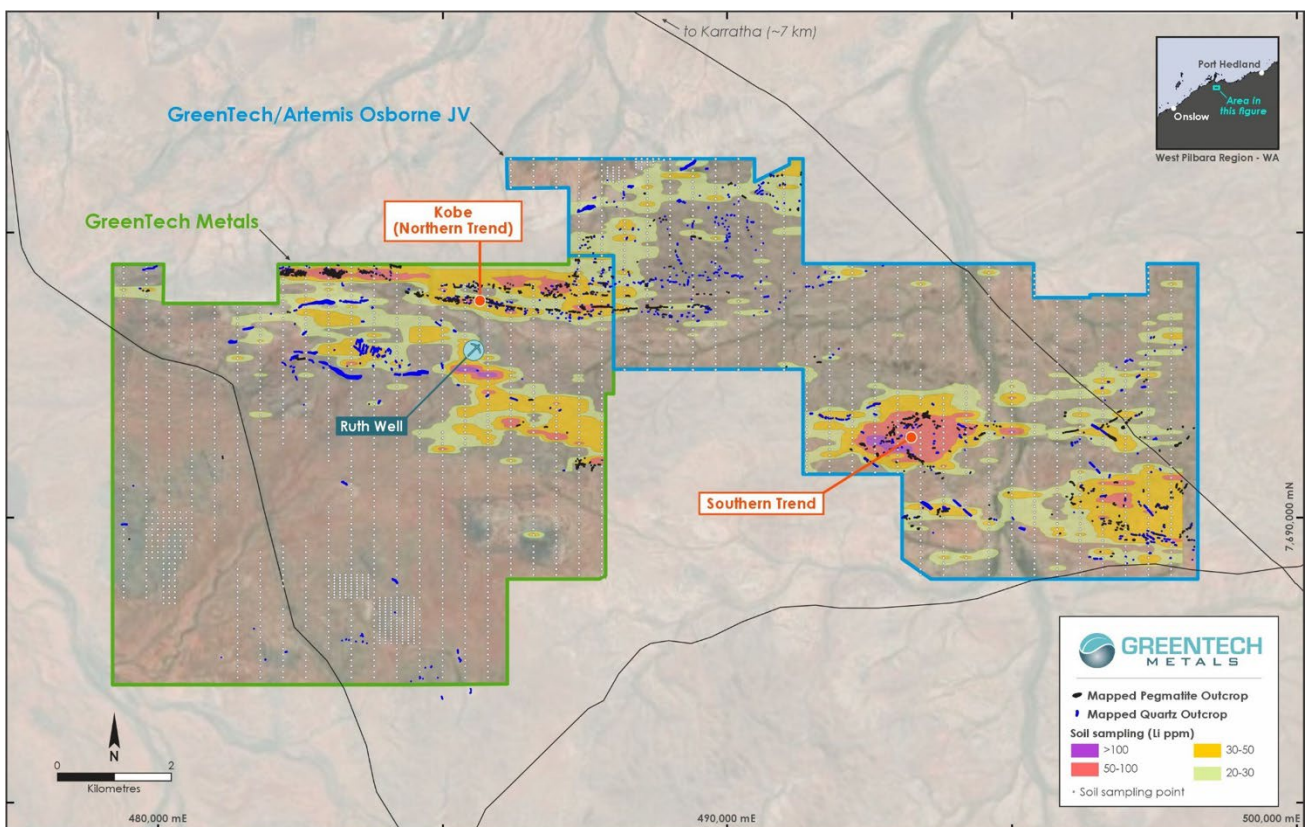 to Karratha (~7 km)
Port Hedland
Area in
this figure
Onslow
West Pilbara Region - WA
GreenTech/Artemis Osborne JV
GreenTech Metals
Kobe
(Northern Trend)
Ruth Well
Southern Trend
7,690,000 mN
GREENTECH
METALS
Mapped Pegmatite Outcrop
Mapped Quartz Outcrop
Soil sampling (Li ppm)
>100
30-50
50-100
20-30
Soil sampling point
N
0
2
Kilometres
480,000 mE
490,000 mE
500,000 mE